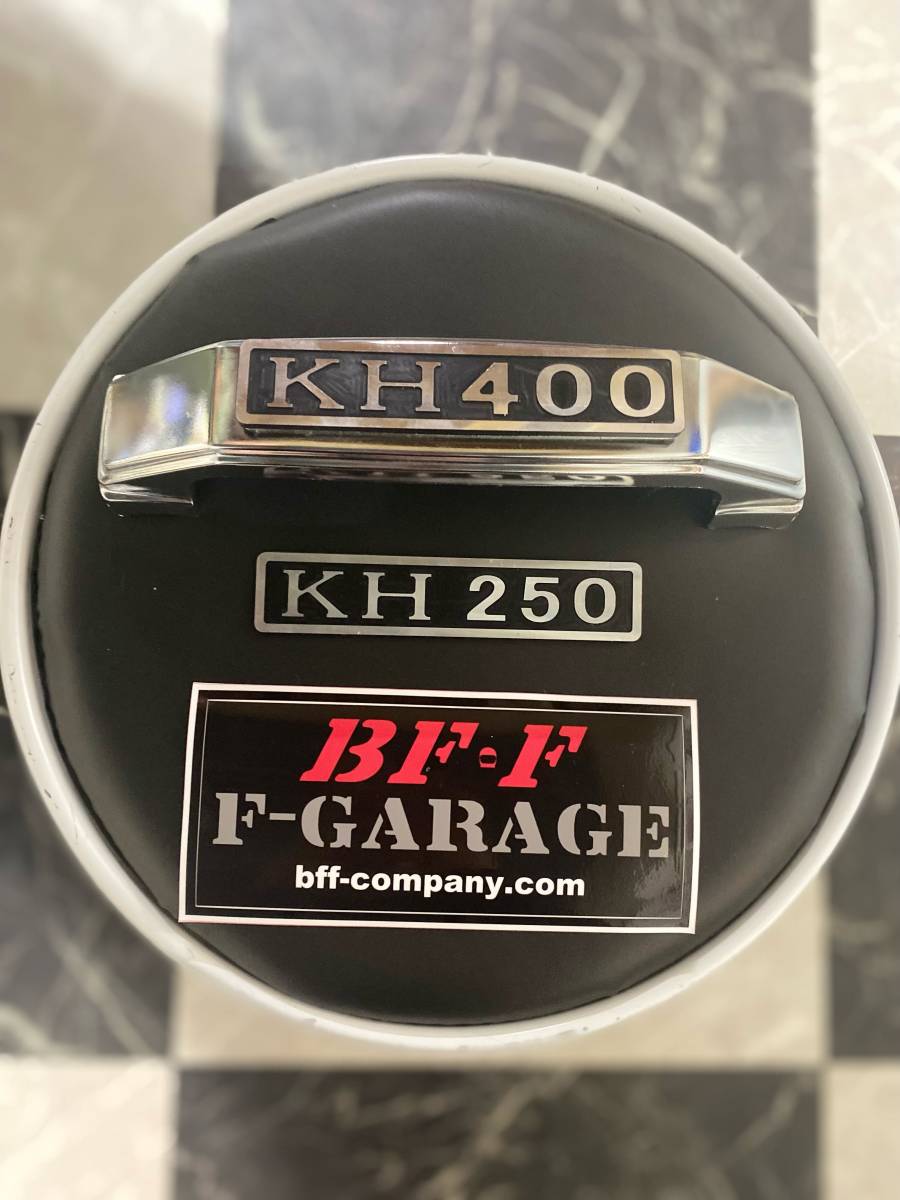 KH400
KH 250
BF·F
F-GARAGE
bff-company.com